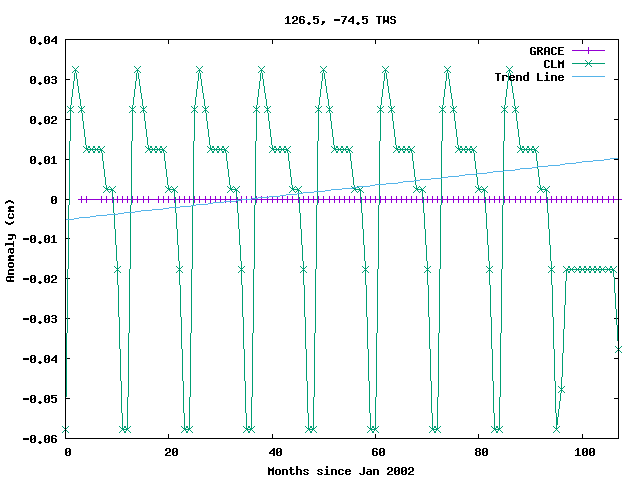 126.5, -74.5 TWS
GRACE
CLM
Trend Line
0.04
0.03
0.02
0.01
0
-0.01
-0.02
-0.03
-0.04
-0.05
-0.06
Anomaly (cm)
0 20 40 60 80 100
Months since Jan 2002